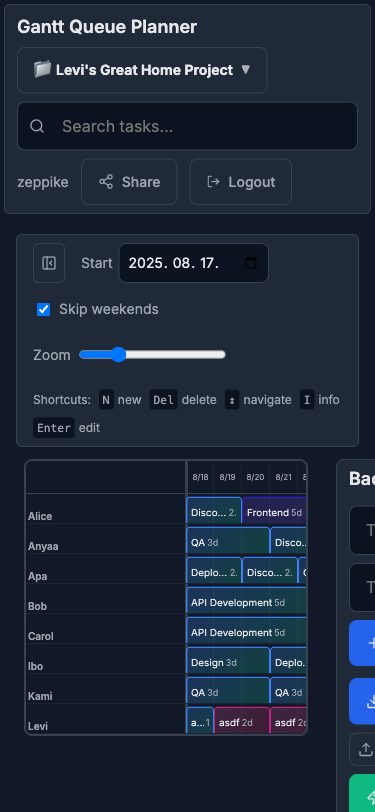 Gantt Queue Planner
Levi's Great Home Project ▼
Search tasks...
zeppike Share Logout
Start 2025. 08. 17.
Skip weekends
Zoom
Shortcuts: N new Del delete ↕ navigate I info
Enter edit
8/18 8/19 8/20 8/21 8
Ba
Alice Disco... 2. Frontend 5d
T
Anyaa QA 3d Disco..
Apa Deplo... 2. Disco... 2.
T
Bob API Development 5d
Carol API Development 5d
Ibo Design 3d Deplo.
Kami QA 3d QA 3d
Levi a... 1 asdf 2d asdf 2